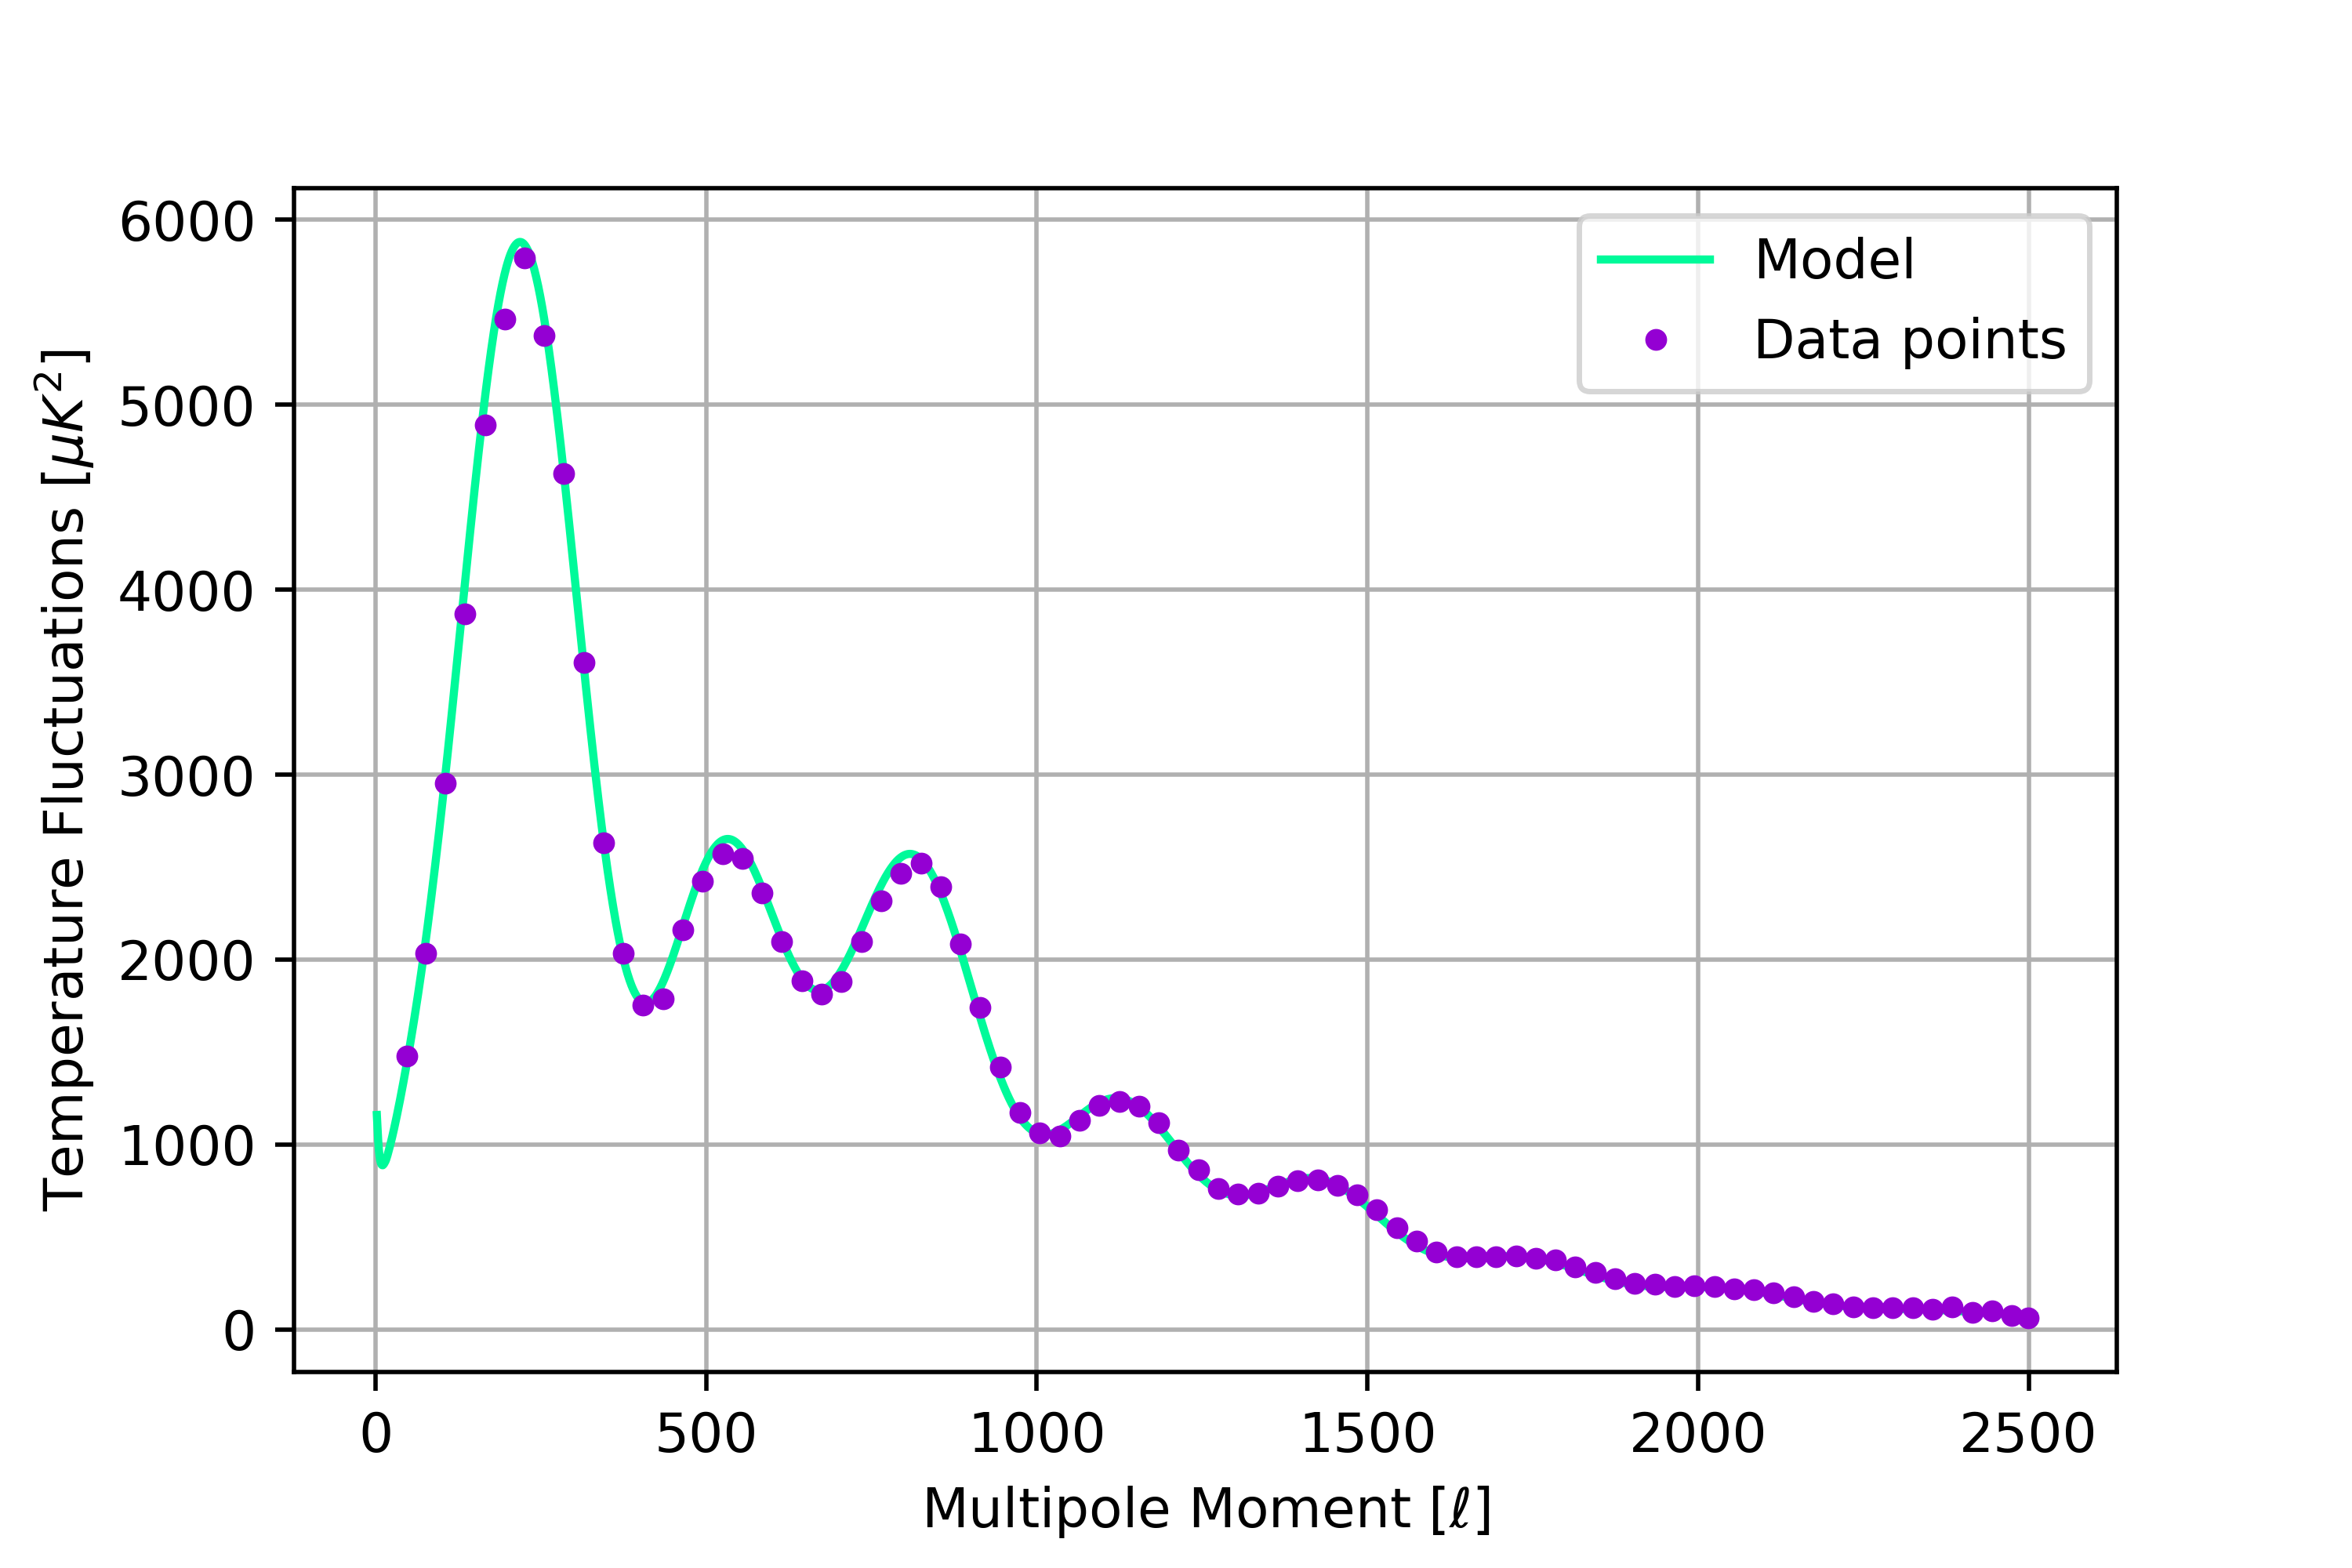 6000
5000
4000
3000
2000
1000
0
Temperature Fluctuations [μK²]
Model
Data points
0 500 1000 1500 2000 2500
Multipole Moment [ℓ]